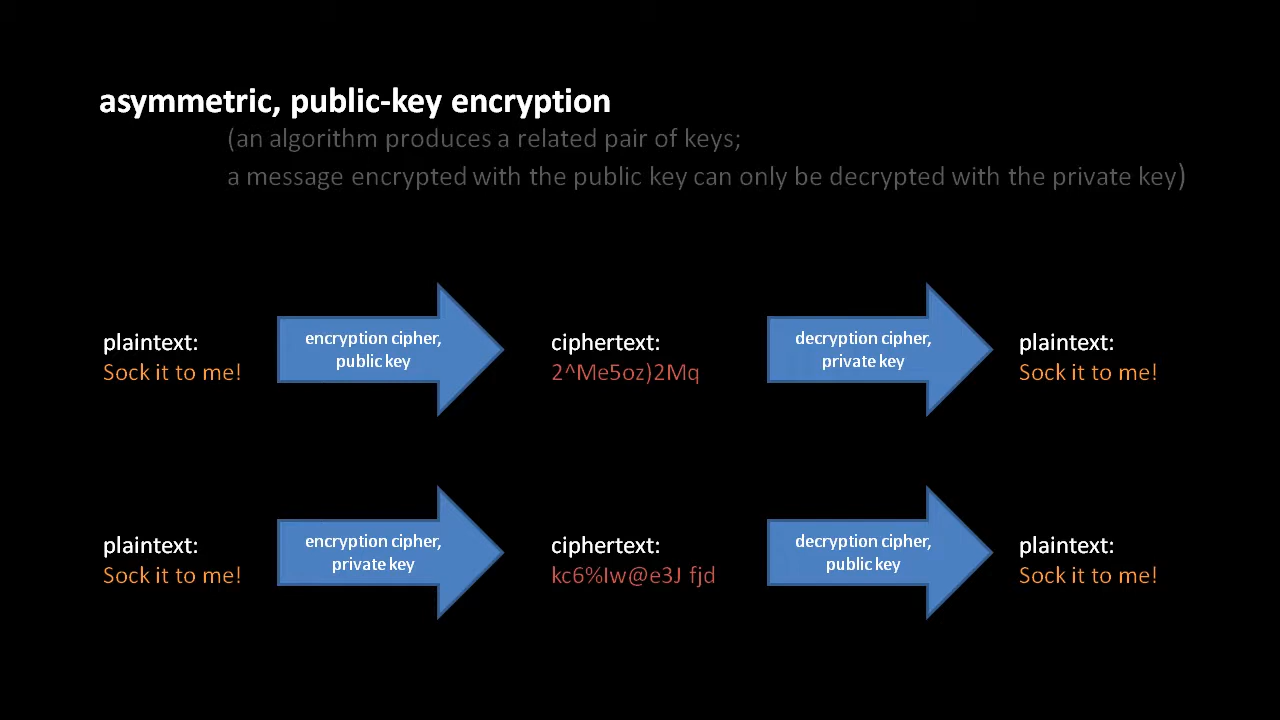 asymmetric, public-key encryption
(an algorithm produces a related pair of keys;
a message encrypted with the public key can only be decrypted with the private key)
plaintext:
Sock it to me!
encryption cipher,
public key
ciphertext:
2^Me5oz)2Mq
decryption cipher,
private key
plaintext:
Sock it to me!
plaintext:
Sock it to me!
encryption cipher,
private key
ciphertext:
kc6%Iw@e3J fjd
decryption cipher,
public key
plaintext:
Sock it to me!